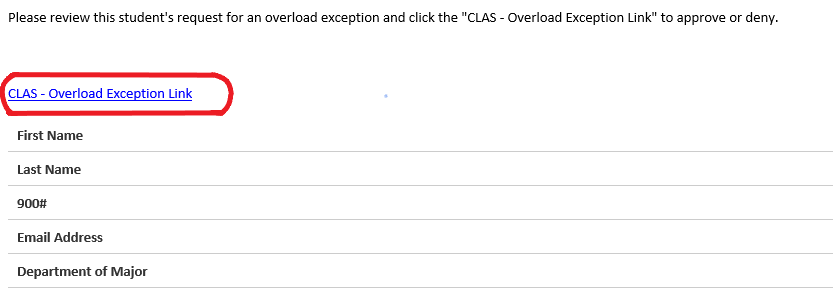 Please review this student's request for an overload exception and click the "CLAS - Overload Exception Link" to approve or deny.
CLAS - Overload Exception Link
First Name
Last Name
900#
Email Address
Department of Major